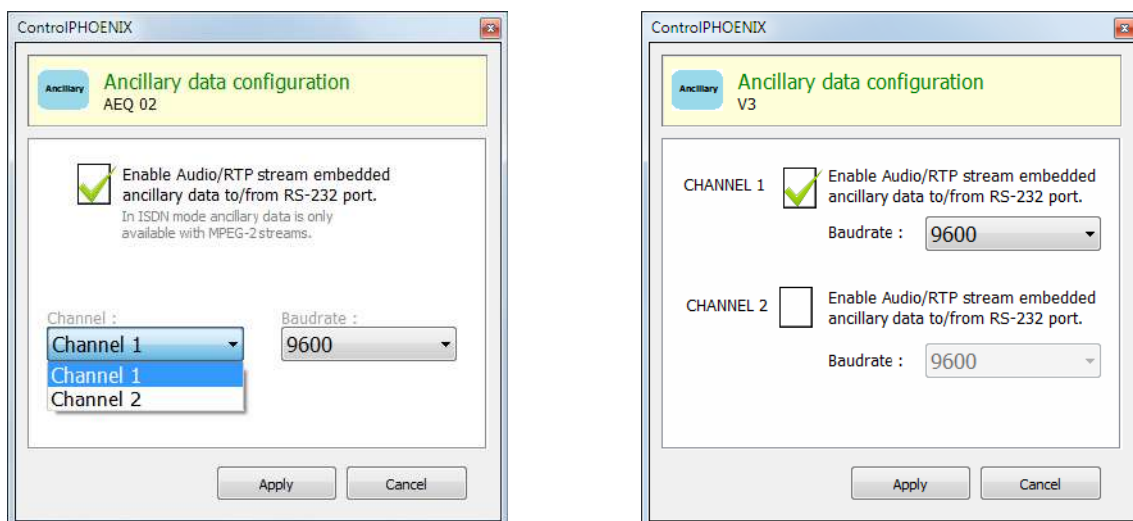 ControlPHOENIX
Ancillary
Ancillary data configuration
AEQ 02
Enable Audio/RTP stream embedded
ancillary data to/from RS-232 port.
In ISDN mode ancillary data is only
available with MPEG-2 streams.
Channel :
Baudrate :
Channel 1
9600
Channel 1
Channel 2
Apply
Cancel
ControlPHOENIX
Ancillary
Ancillary data configuration
V3
CHANNEL 1
Enable Audio/RTP stream embedded
ancillary data to/from RS-232 port.
Baudrate :
9600
CHANNEL 2
Enable Audio/RTP stream embedded
ancillary data to/from RS-232 port.
Baudrate :
9600
Apply
Cancel